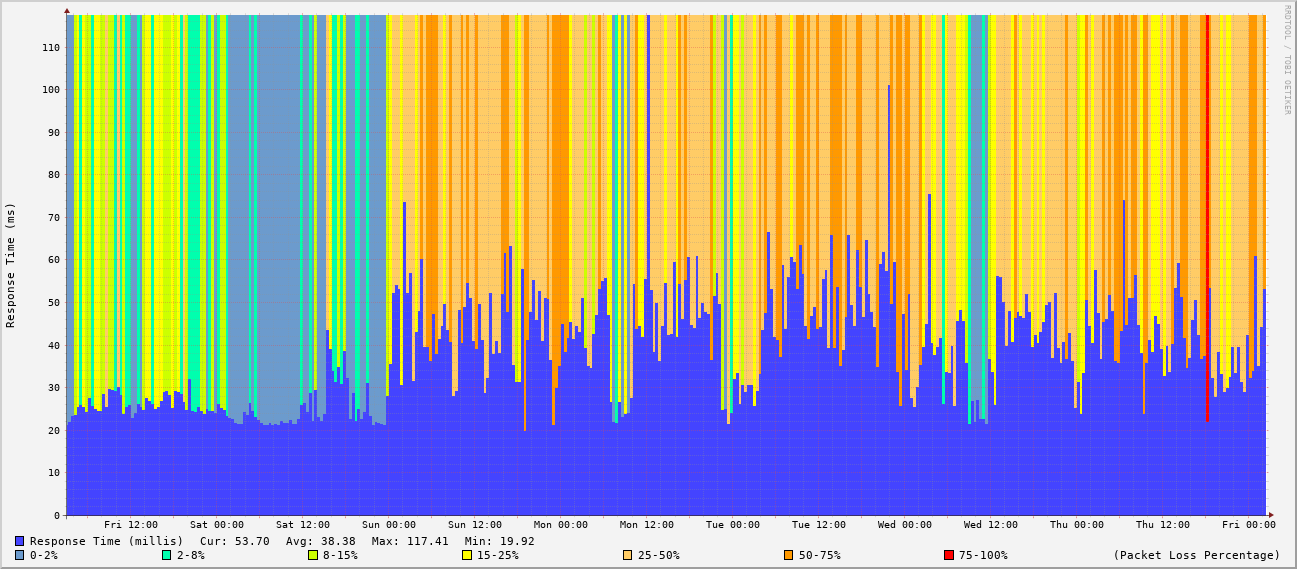 RRDTOOL / TOBI OETIKER
Response Time (ms)
110
100
90
80
70
60
50
40
30
20
10
0
Fri 12:00 Sat 00:00 Sat 12:00 Sun 00:00 Sun 12:00 Mon 00:00 Mon 12:00 Tue 00:00 Tue 12:00 Wed 00:00 Wed 12:00 Thu 00:00 Thu 12:00 Fri 00:00
Response Time (millis) Cur: 53.70 Avg: 38.38 Max: 117.41 Min: 19.92
0-2% 2-8% 8-15% 15-25% 25-50% 50-75% 75-100% (Packet Loss Percentage)